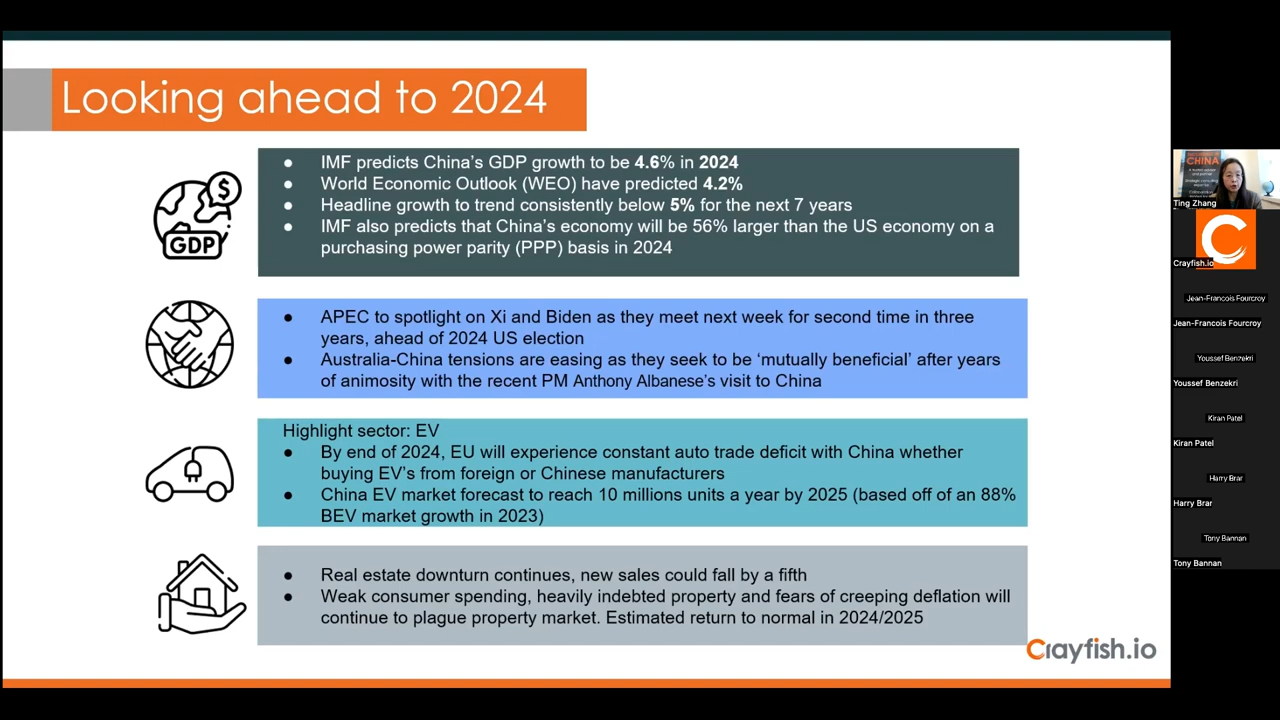 Looking ahead to 2024
$
GDP
● IMF predicts China's GDP growth to be 4.6% in 2024
● World Economic Outlook (WEO) have predicted 4.2%
● Headline growth to trend consistently below 5% for the next 7 years
● IMF also predicts that China's economy will be 56% larger than the US economy on a
purchasing power parity (PPP) basis in 2024
● APEC to spotlight on Xi and Biden as they meet next week for second time in three
years, ahead of 2024 US election
● Australia-China tensions are easing as they seek to be ‘mutually beneficial’ after years
of animosity with the recent PM Anthony Albanese's visit to China
Highlight sector: EV
● By end of 2024, EU will experience constant auto trade deficit with China whether
buying EV's from foreign or Chinese manufacturers
● China EV market forecast to reach 10 millions units a year by 2025 (based off of an 88%
BEV market growth in 2023)
● Real estate downturn continues, new sales could fall by a fifth
● Weak consumer spending, heavily indebted property and fears of creeping deflation will
continue to plague property market. Estimated return to normal in 2024/2025
Crayfish.io
CHINA
Ting Zhang
Crayfish.io
Jean-Francois Fourcroy
Jean-Francois Fourcroy
Youssef Benzekri
Youssef Benzekri
Kiran Patel
Kiran Patel
Harry Brar
Harry Brar
Tony Bannan
Tony Bannan